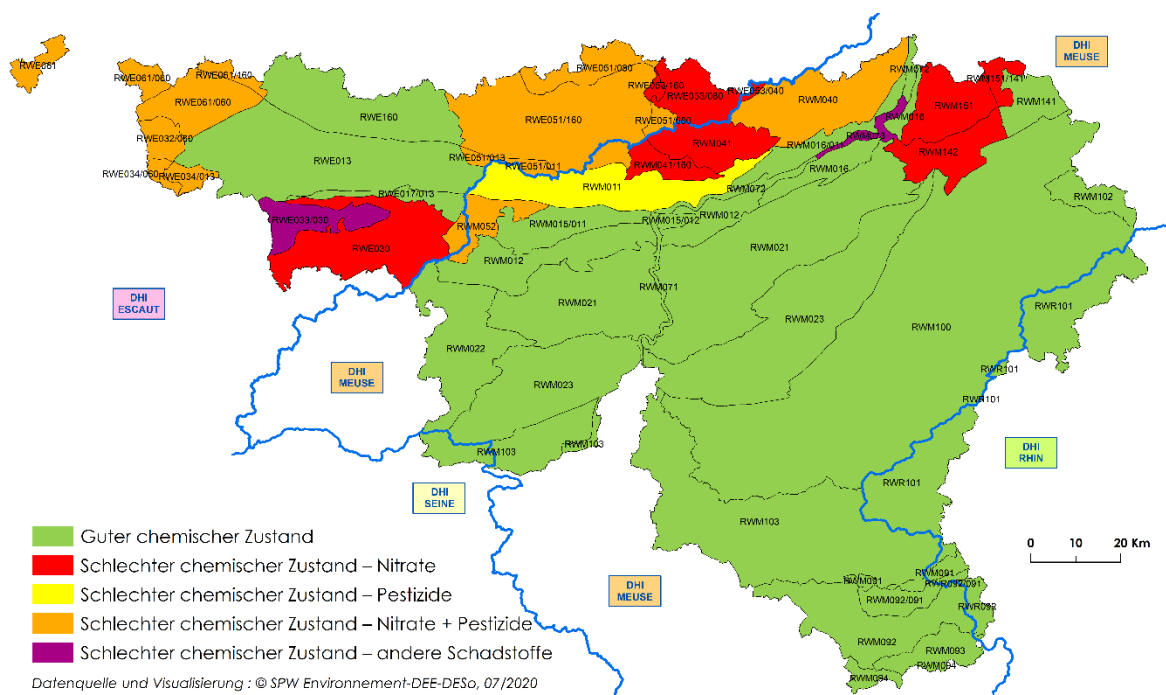 DHI
MEUSE
RWE061
RWE061/060
RWE061/160
RWE061/060
RWE032/060
RWE034/060
RWE034/013
RWE160
RWE013
RWE017/013
RWE033/030
RWE030
RWE051/080
RWE051/160
RWE051/013
RWE051/011
RWE053/160
RWE053/080
RWE053/040
RWM040
RWM041
RWM041/160
RWM011
RWM052
RWM015/011
RWM015/012
RWM012
RWM072
RWM012
RWM016/011
RWM016
RWM073
RWM016
RWM012
RWM151/141
RWM151
RWM141
RWM142
RWM102
RWM021
RWM021
RWM071
RWM022
RWM023
RWM023
RWM100
RWR101
RWR101
RWR101
RWR101
RWM103
RWM103
RWM103
RWM091
RWM091
RWR092/091
RWM092/091
RWR092
RWM092
RWM093
RWM094
RWM094
DHI
ESCAUT
DHI
MEUSE
DHI
SEINE
DHI
MEUSE
DHI
RHIN
0 10 20 Km
Guter chemischer Zustand
Schlechter chemischer Zustand – Nitrate
Schlechter chemischer Zustand – Pestizide
Schlechter chemischer Zustand – Nitrate + Pestizide
Schlechter chemischer Zustand – andere Schadstoffe
Datenquelle und Visualisierung : © SPW Environnement-DEE-DESo, 07/2020